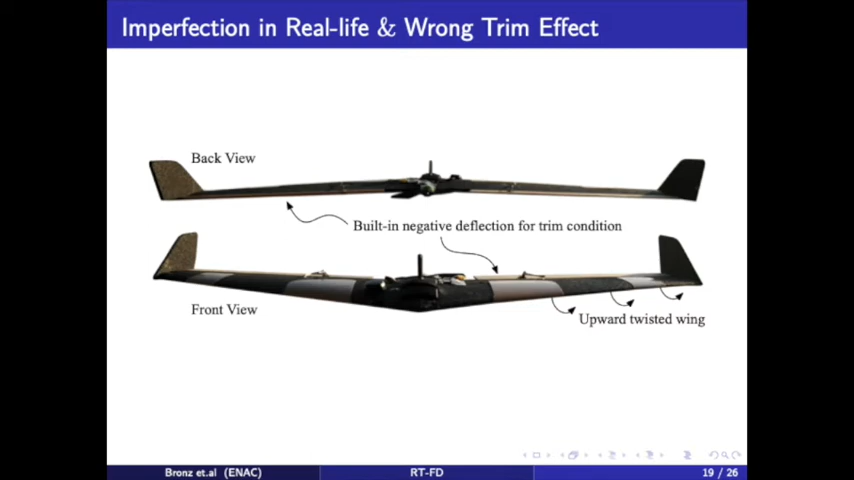 Imperfection in Real-life & Wrong Trim Effect
Back View
Built-in negative deflection for trim condition
Front View
Upward twisted wing
Bronz et.al (ENAC)
RT-FD
19 / 26